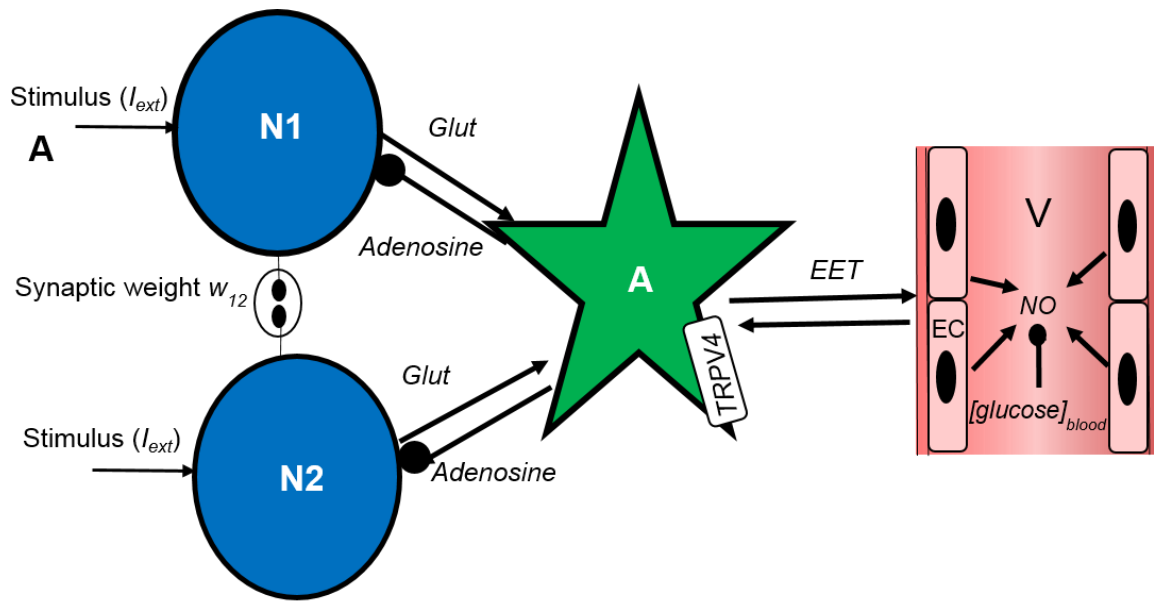 Stimulus (I_ext)
A
N1
Glut
Adenosine
Synaptic weight w_12
A
TRPV4
EET
V
NO
EC
[glucose]_blood
Glut
Stimulus (I_ext)
N2
Adenosine